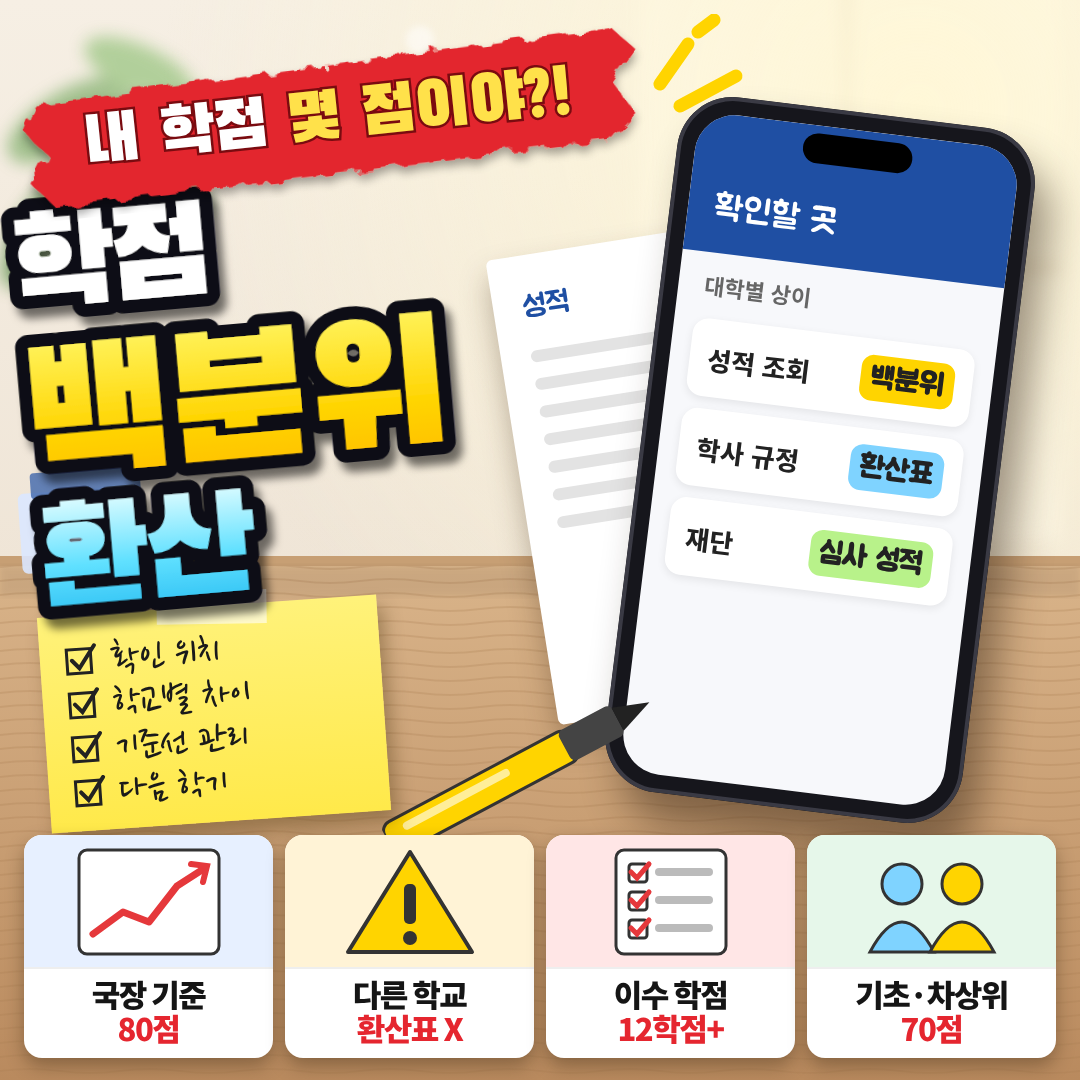 내 학점 몇 점이야?!
학점
백분위
환산
성적
확인할 곳
대학별 상이
성적 조회 백분위
학사 규정 환산표
재단 심사 성적
확인 위치
학교별 차이
기준선 관리
다음 학기
국장 기준
80점
다른 학교
환산표 X
이수 학점
12학점+
기초·차상위
70점